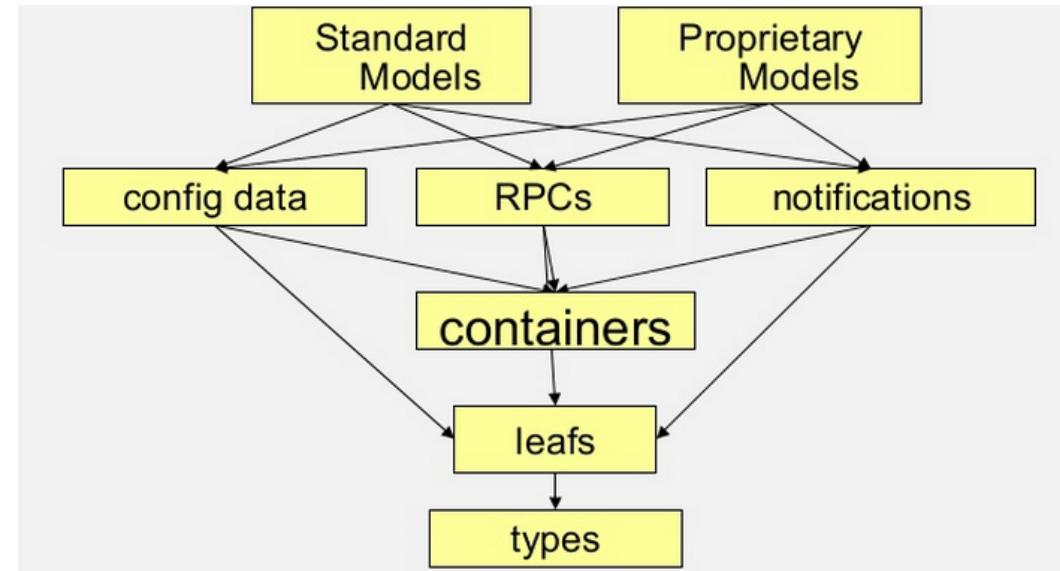 Standard
Models
Proprietary
Models
config data
RPCs
notifications
containers
leafs
types